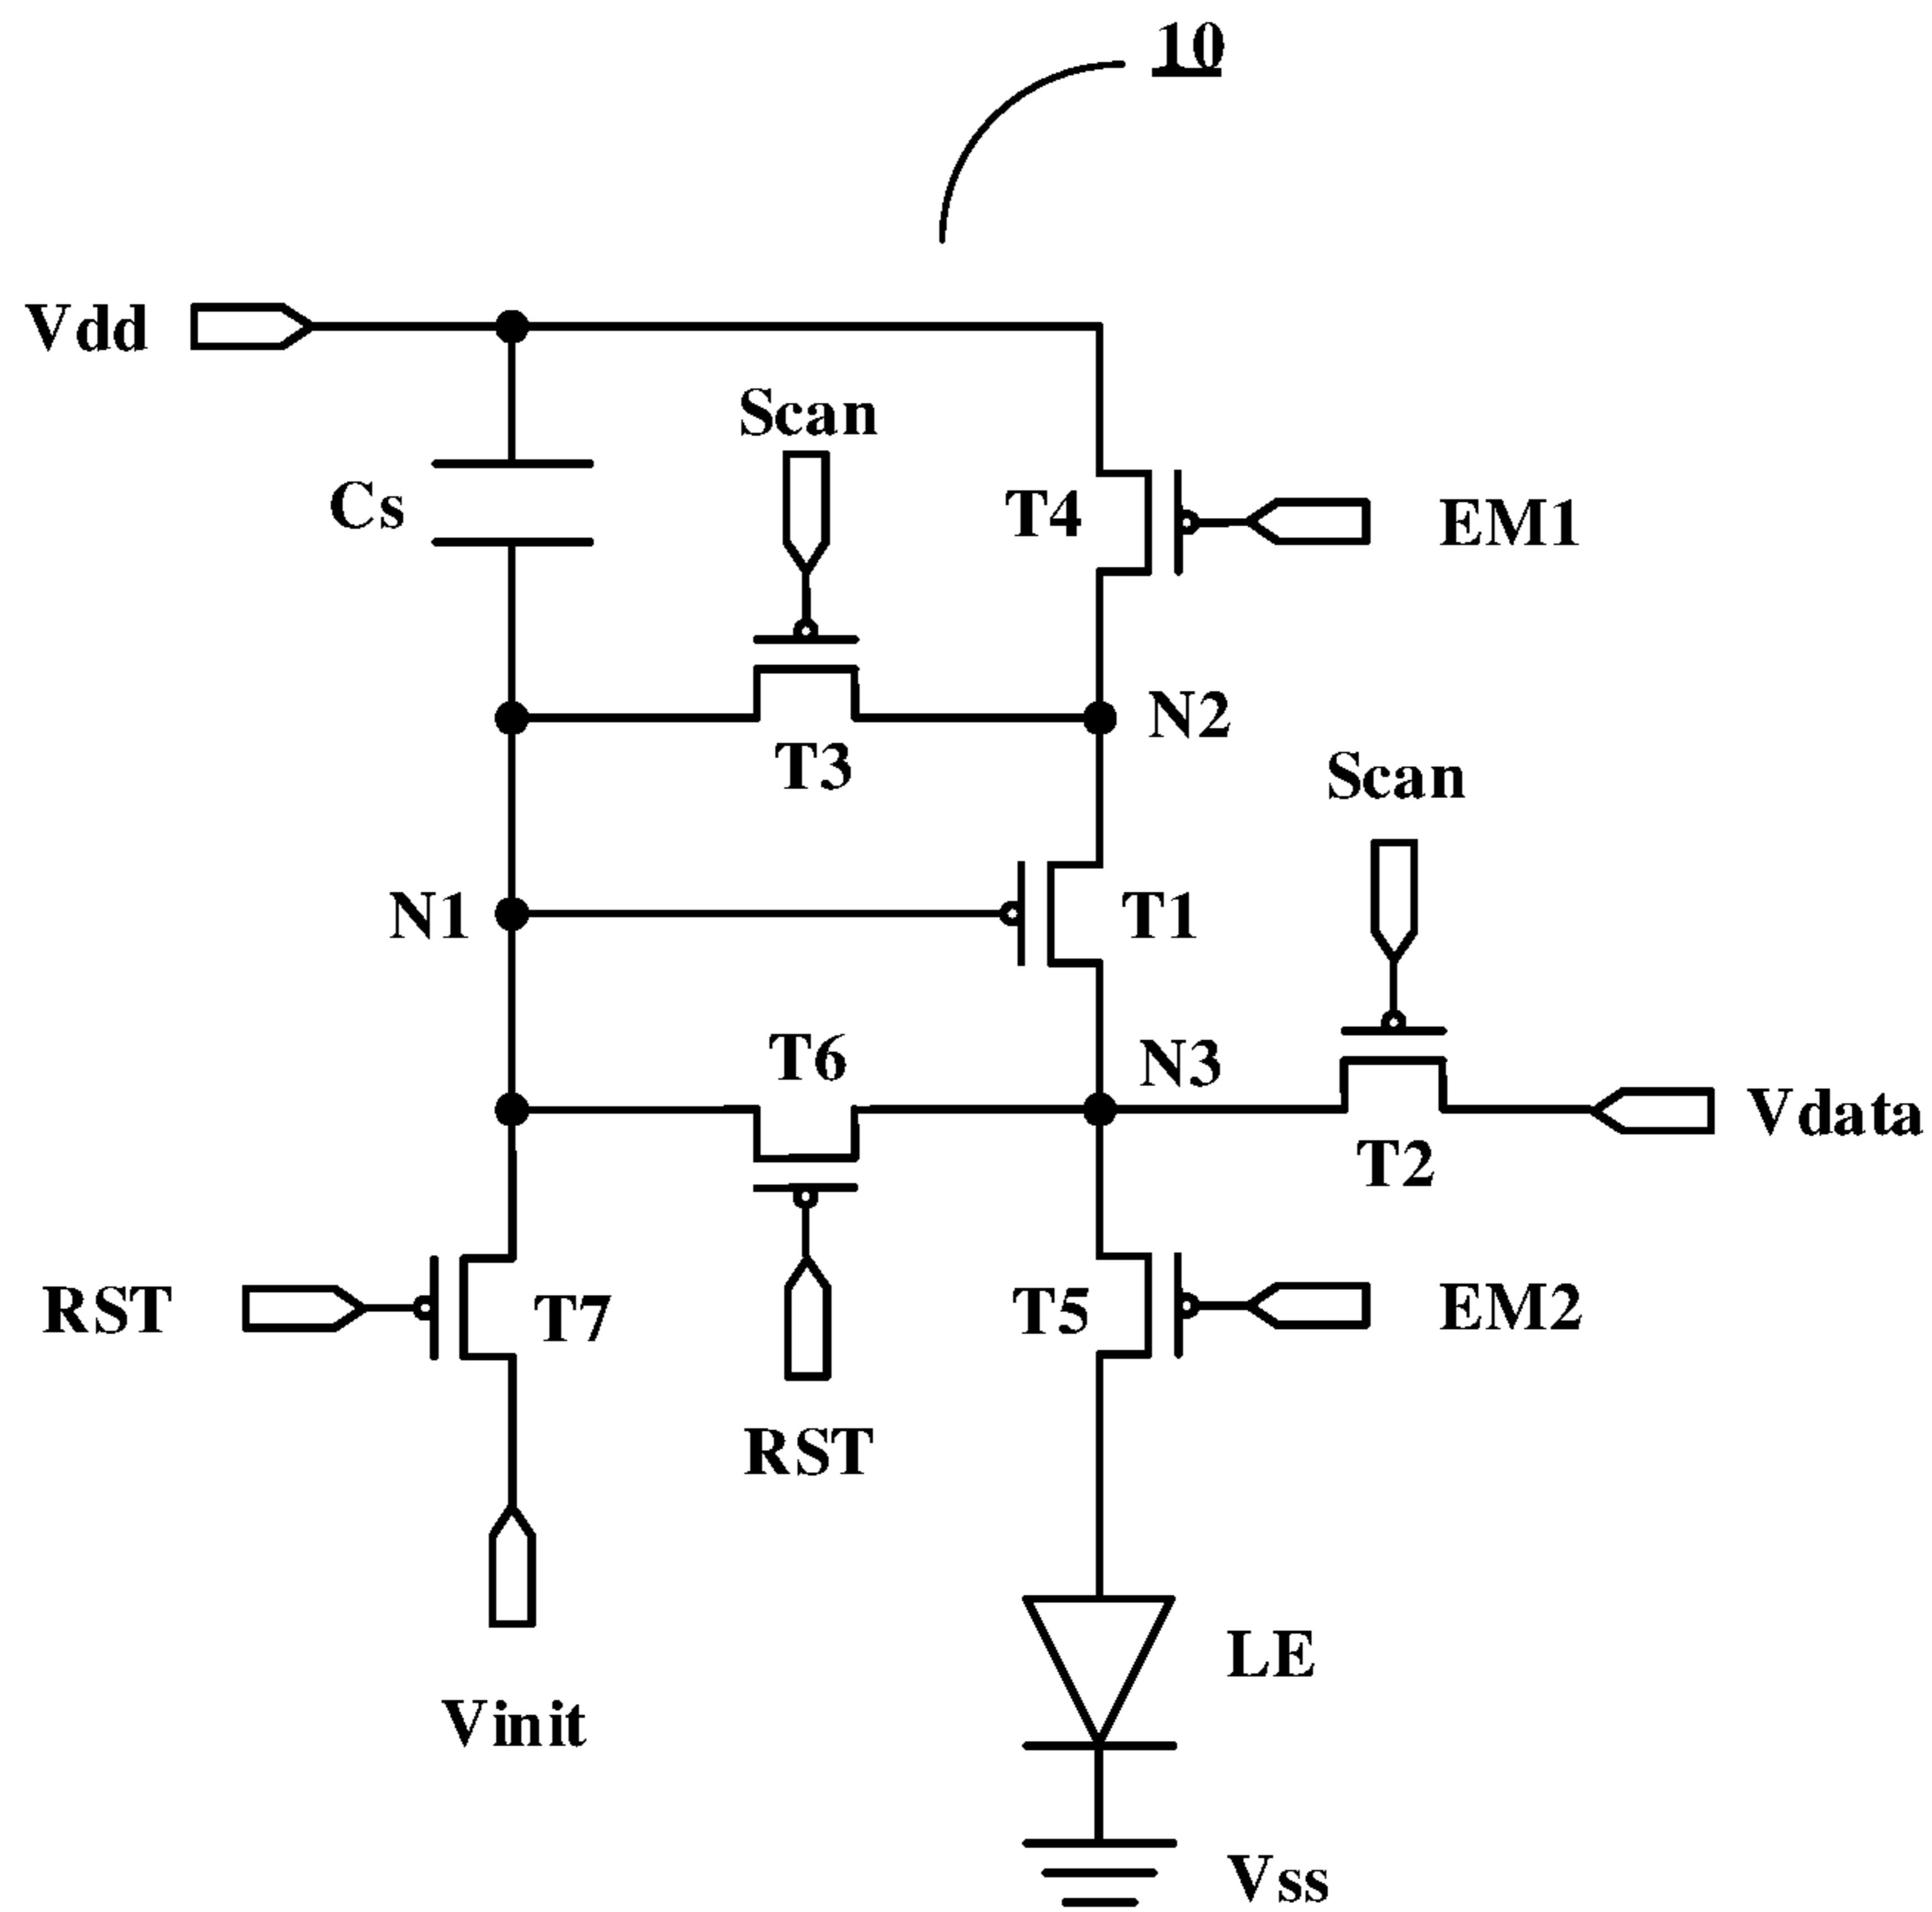 10
Vdd
Scan
Cs
T4
EM1
N2
T3
Scan
N1
T1
T6
N3
Vdata
T2
RST
T7
T5
EM2
RST
LE
Vinit
Vss